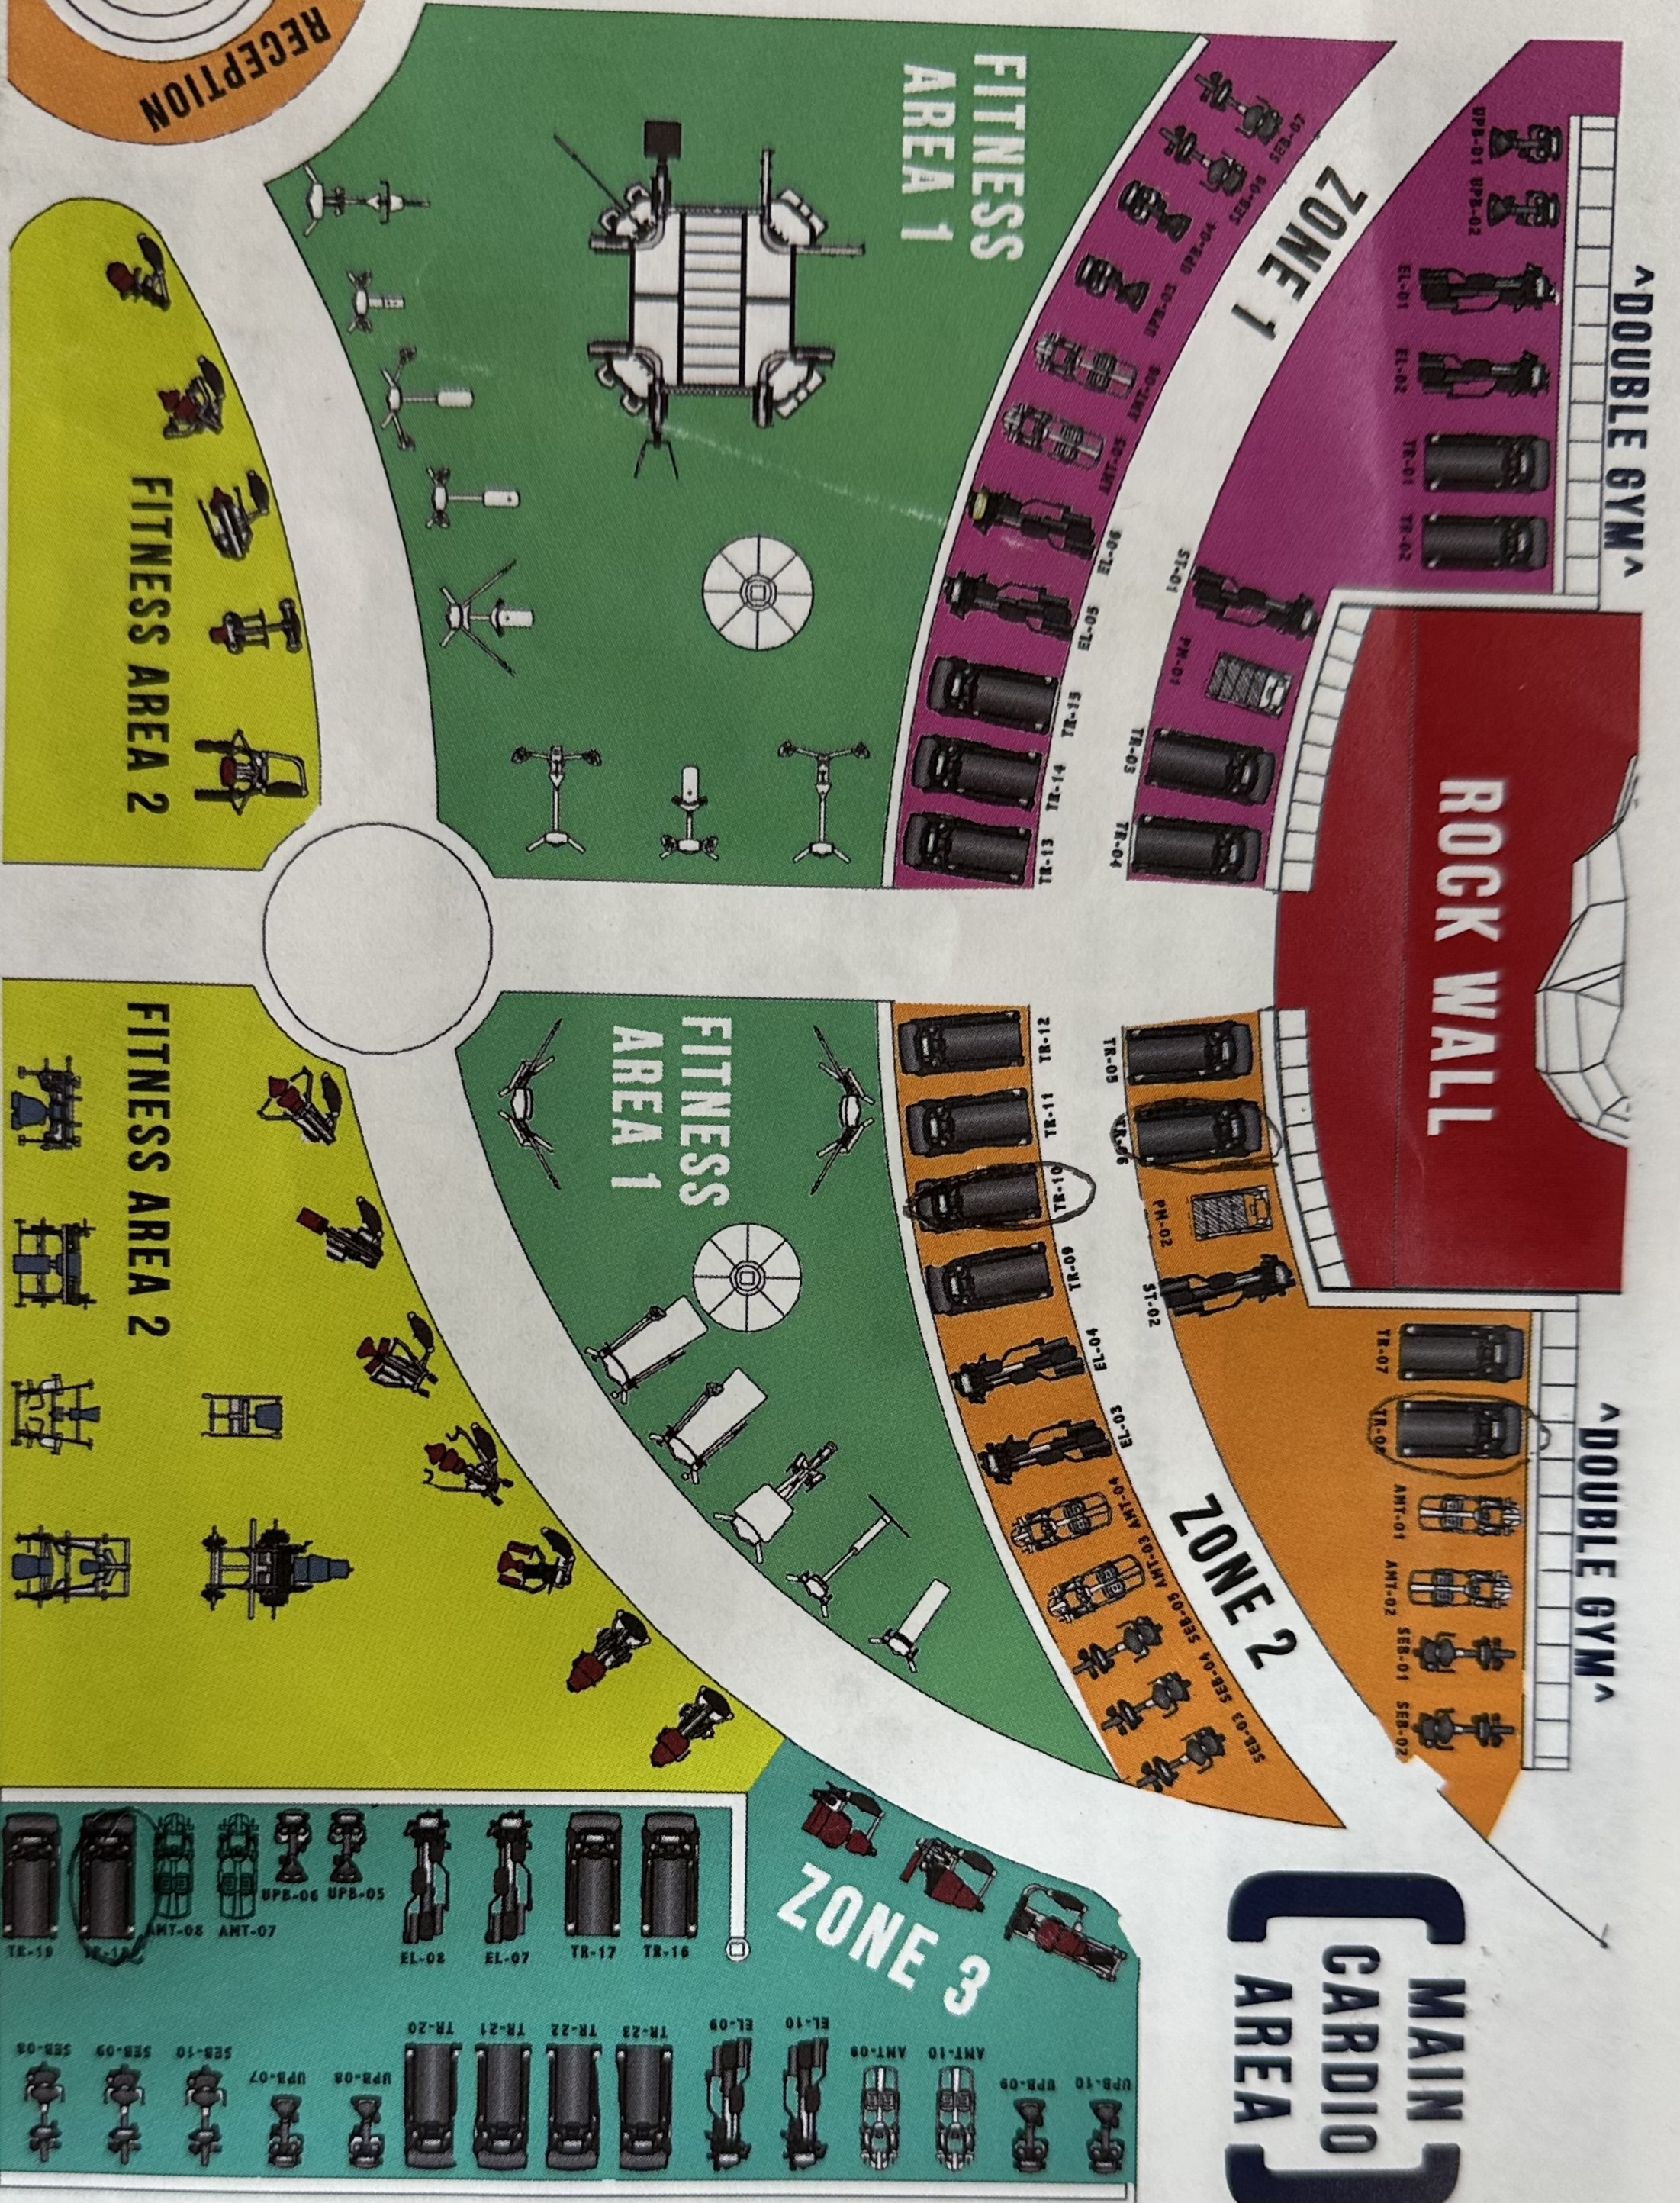 ^DOUBLE GYM^
^DOUBLE GYM^
ROCK WALL
UPB-01 UPB-02
EL-01 EL-02 TR-01 TR-02
TR-07 TR-08 AMT-01 AMT-02 SEB-01 SEB-02
[MAIN
CARDIO
AREA]
ZONE 1
ZONE 2
ST-01 PM-01 TR-03 TR-04
TR-05 TR-06 PM-02 ST-02
SEB-07 SEB-06 UPB-04 UPB-03 AMT-06 AMT-05 EL-06 EL-05 TR-15 TR-14 TR-13
TR-12 TR-11 TR-10 TR-09 EL-04 EL-03 AMT-04 AMT-03 SEB-05 SEB-04 SEB-03
FITNESS
AREA 1
FITNESS
AREA 1
ZONE 3
UPB-10
UPB-09
AMT-10
AMT-09
EL-10
EL-09
TR-23
TR-22
TR-21
TR-20
UPB-08
UPB-07
SEB-10
SEB-09
SEB-08
TR-16
TR-17
EL-07
EL-08
UPB-05
UPB-06
AMT-07
AMT-08
TR-19
RECEPTION
FITNESS AREA 2
FITNESS AREA 2